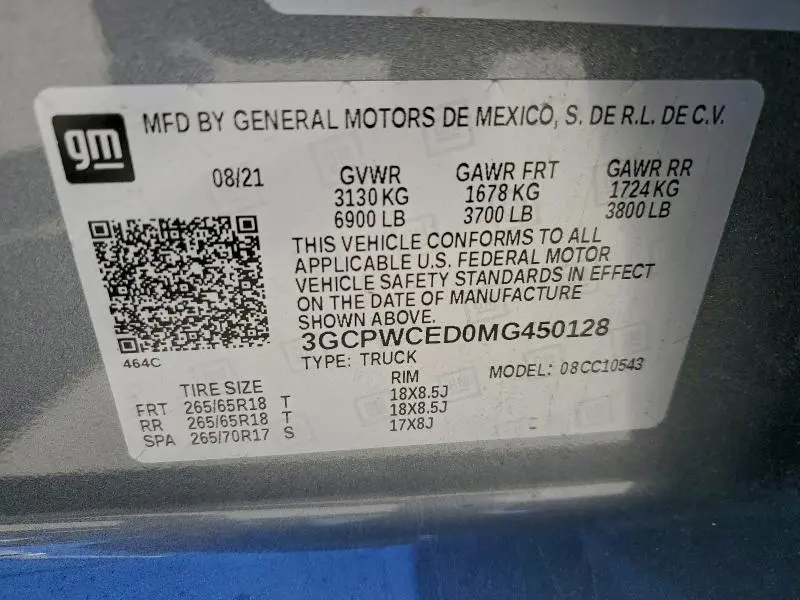 gm
MFD BY GENERAL MOTORS DE MEXICO, S. DE R.L. DE C.V.
08/21 GVWR GAWR FRT GAWR RR
3130 KG 1678 KG 1724 KG
6900 LB 3700 LB 3800 LB
THIS VEHICLE CONFORMS TO ALL
APPLICABLE U.S. FEDERAL MOTOR
VEHICLE SAFETY STANDARDS IN EFFECT
ON THE DATE OF MANUFACTURE
SHOWN ABOVE.
3GCPWCED0MG450128
464C TYPE: TRUCK MODEL: 08CC10543
TIRE SIZE RIM
FRT 265/65R18 T 18X8.5J
RR 265/65R18 T 18X8.5J
SPA 265/70R17 S 17X8J